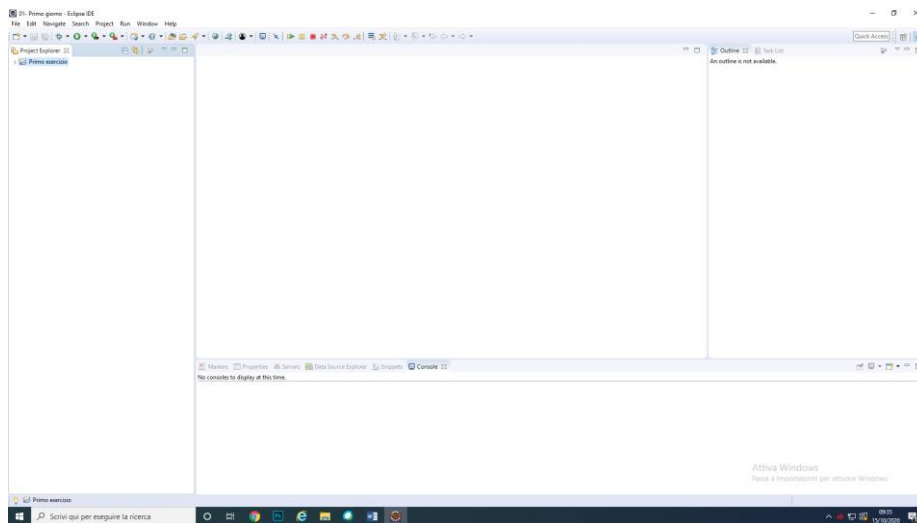 01- Primo giorno - Eclipse IDE
File Edit Navigate Search Project Run Window Help
Quick Access
Project Explorer
Outline Task List
Primo esercizio
An outline is not available.
Markers Properties Servers Data Source Explorer Snippets Console
No consoles to display at this time.
Attiva Windows
Passa a Impostazioni per attivare Windows.
Primo esercizio
Scrivi qui per eseguire la ricerca
09:35
15/10/2020